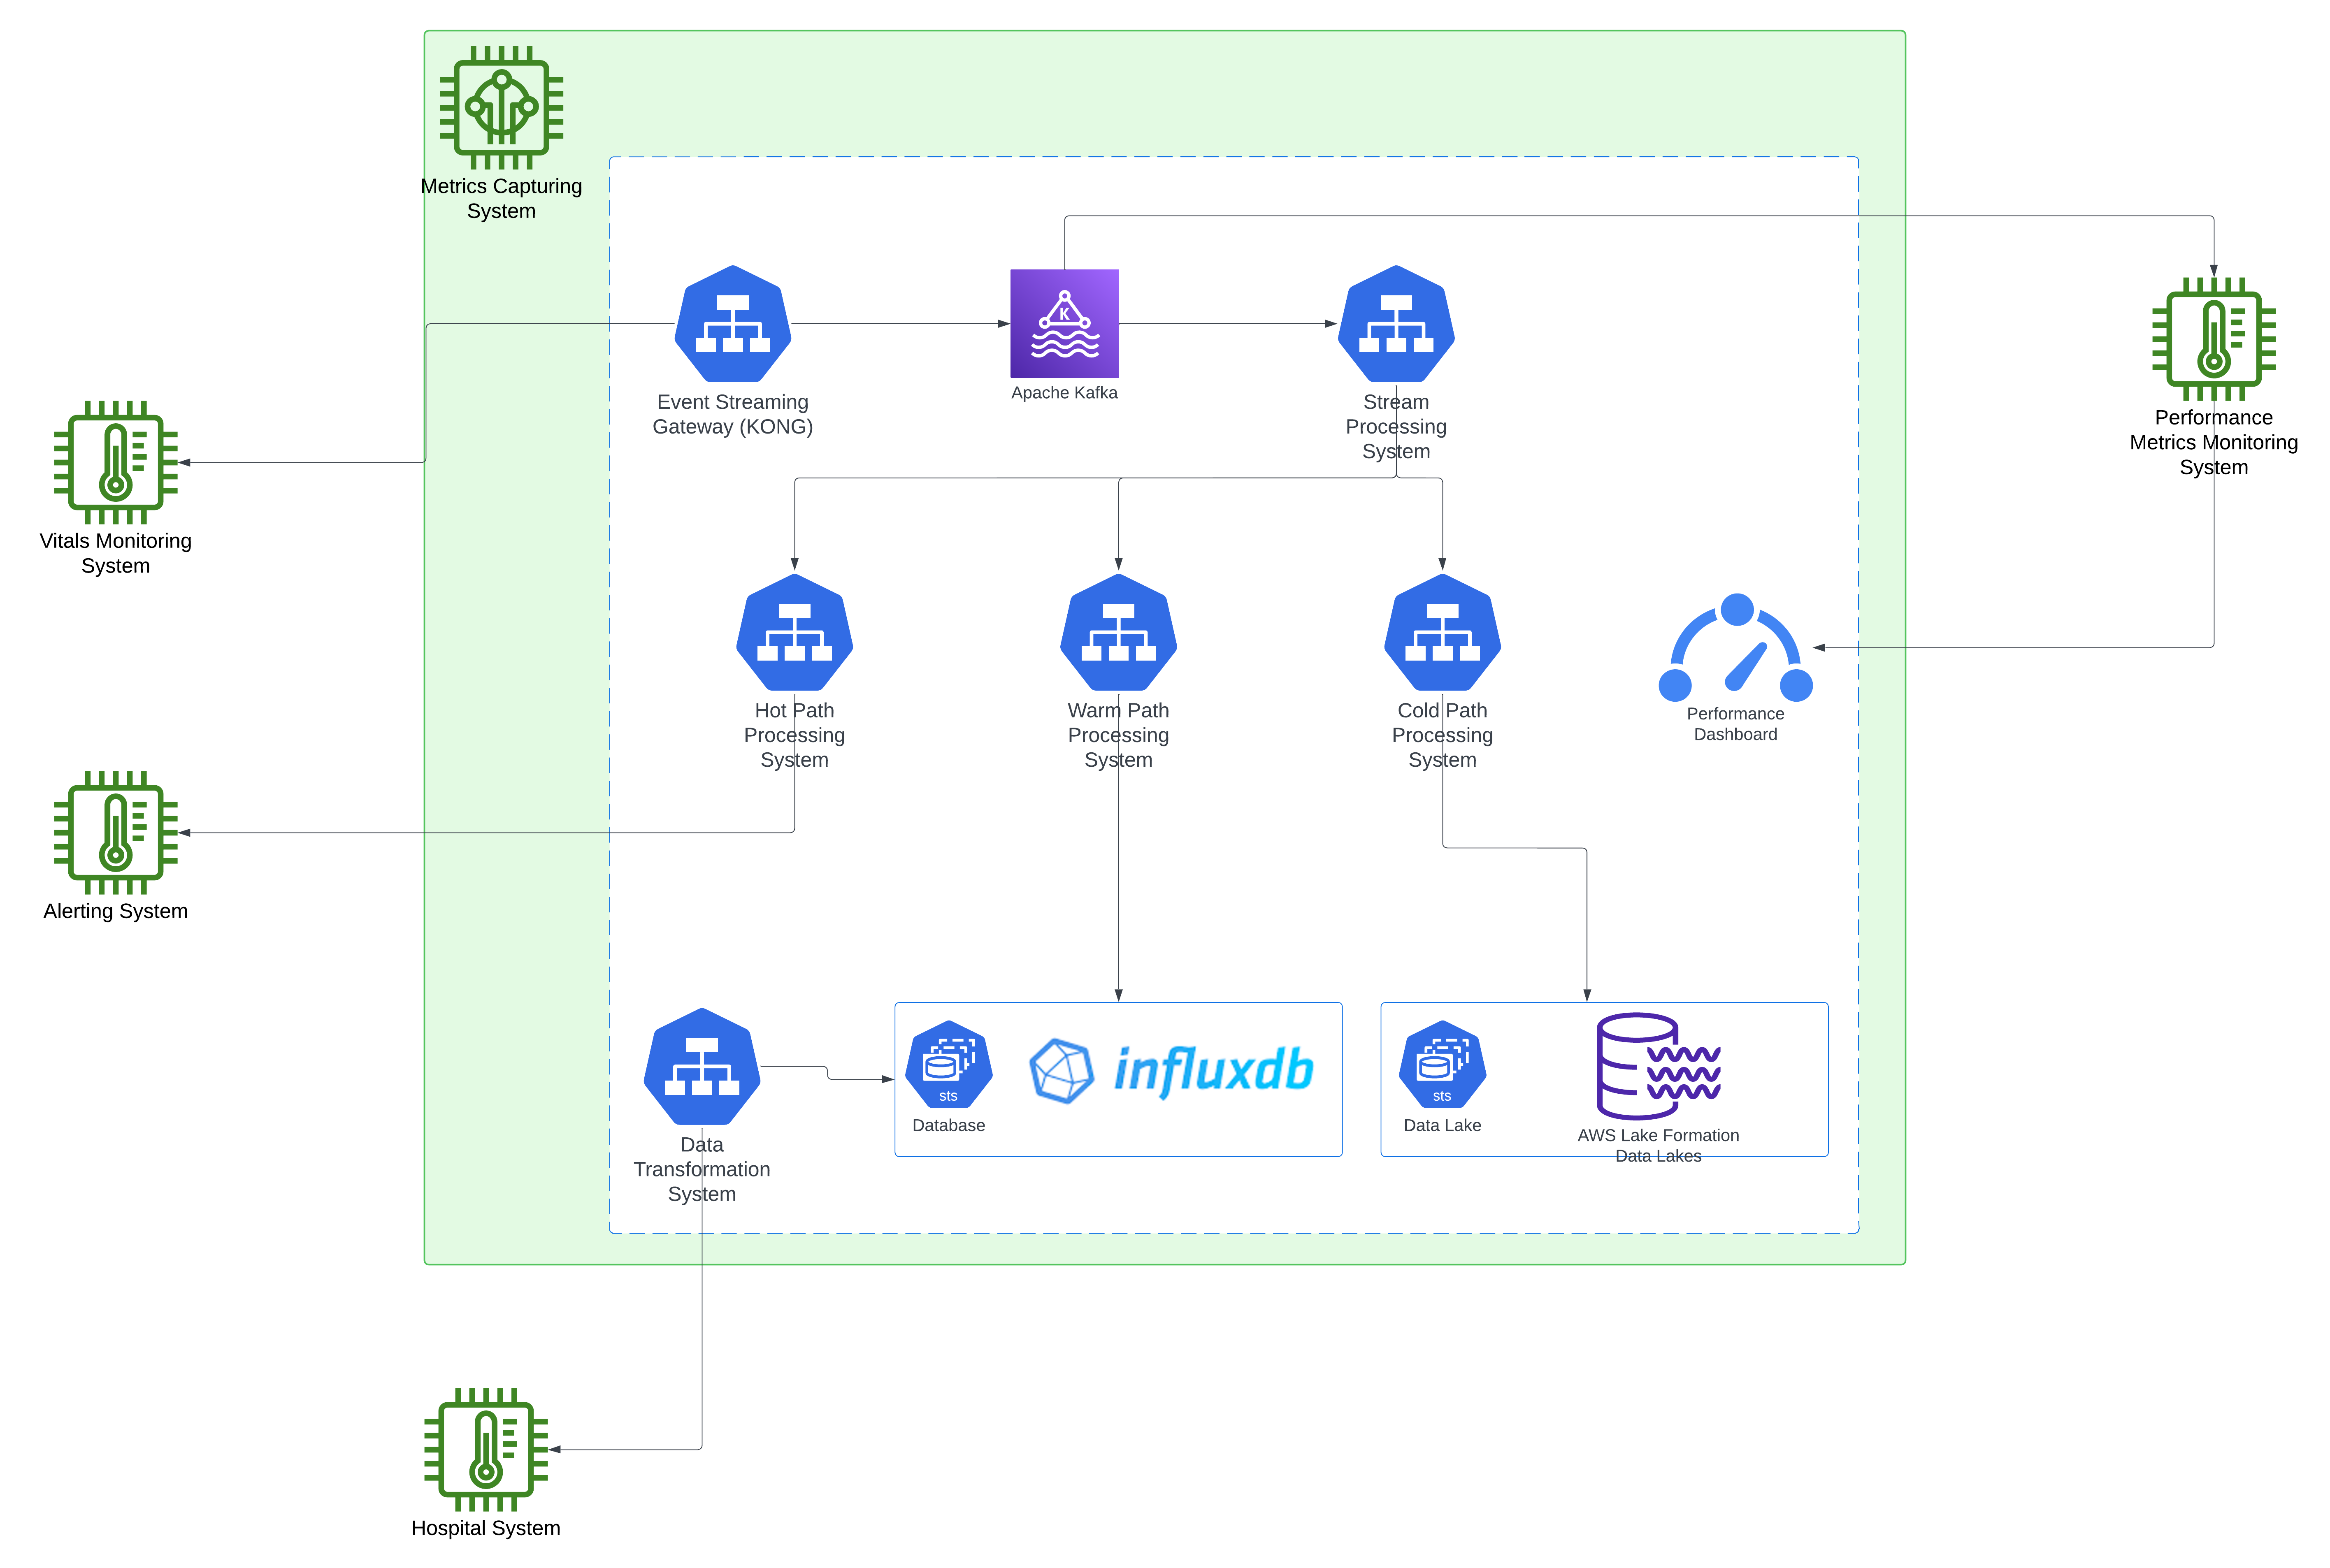 Metrics Capturing
System
K
Event Streaming
Gateway (KONG)
Apache Kafka
Stream
Processing
System
Performance
Metrics Monitoring
System
Vitals Monitoring
System
Hot Path
Processing
System
Warm Path
Processing
System
Cold Path
Processing
System
Performance
Dashboard
Alerting System
Data
Transformation
System
sts
Database
influxdb
sts
Data Lake
AWS Lake Formation
Data Lakes
Hospital System